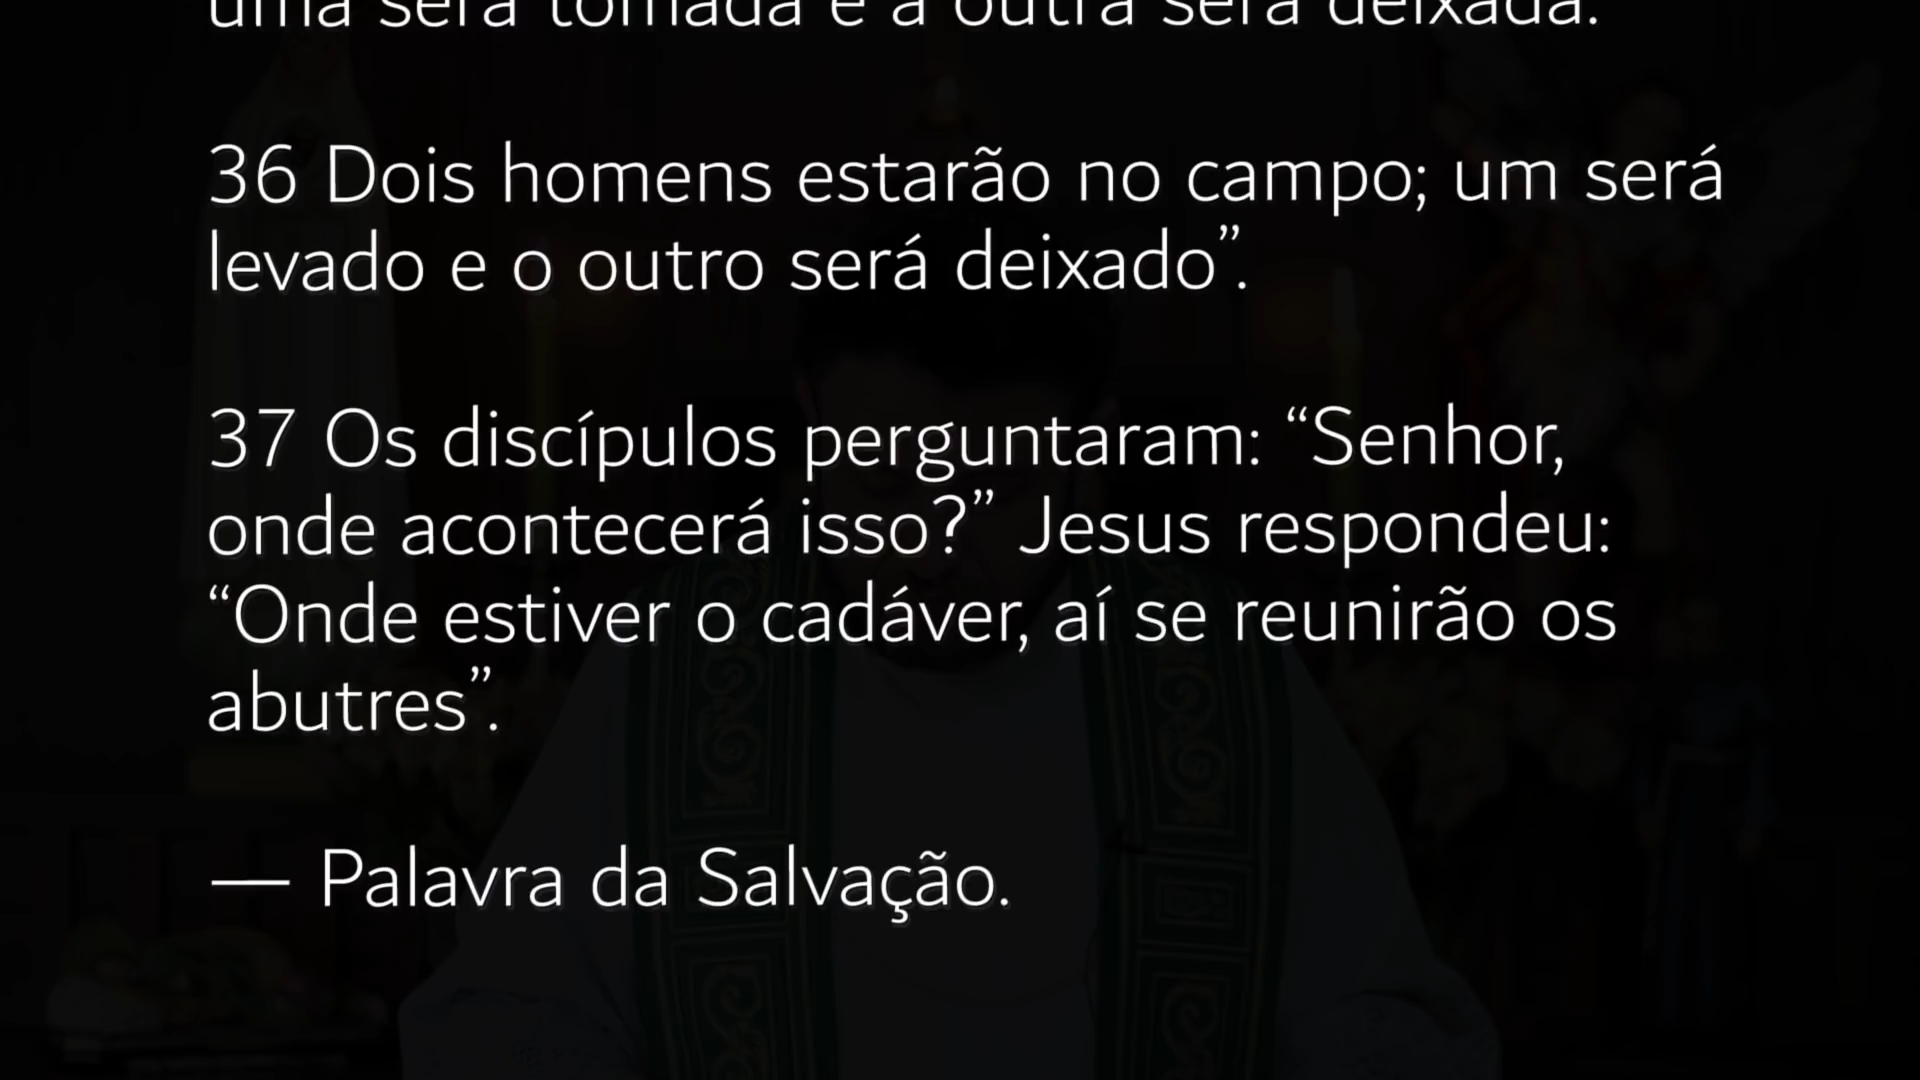 uma será tomada e a outra será deixada.
36 Dois homens estarão no campo; um será
levado e o outro será deixado”.
37 Os discípulos perguntaram: “Senhor,
onde acontecerá isso?” Jesus respondeu:
“Onde estiver o cadáver, aí se reunirão os
abutres”.
— Palavra da Salvação.